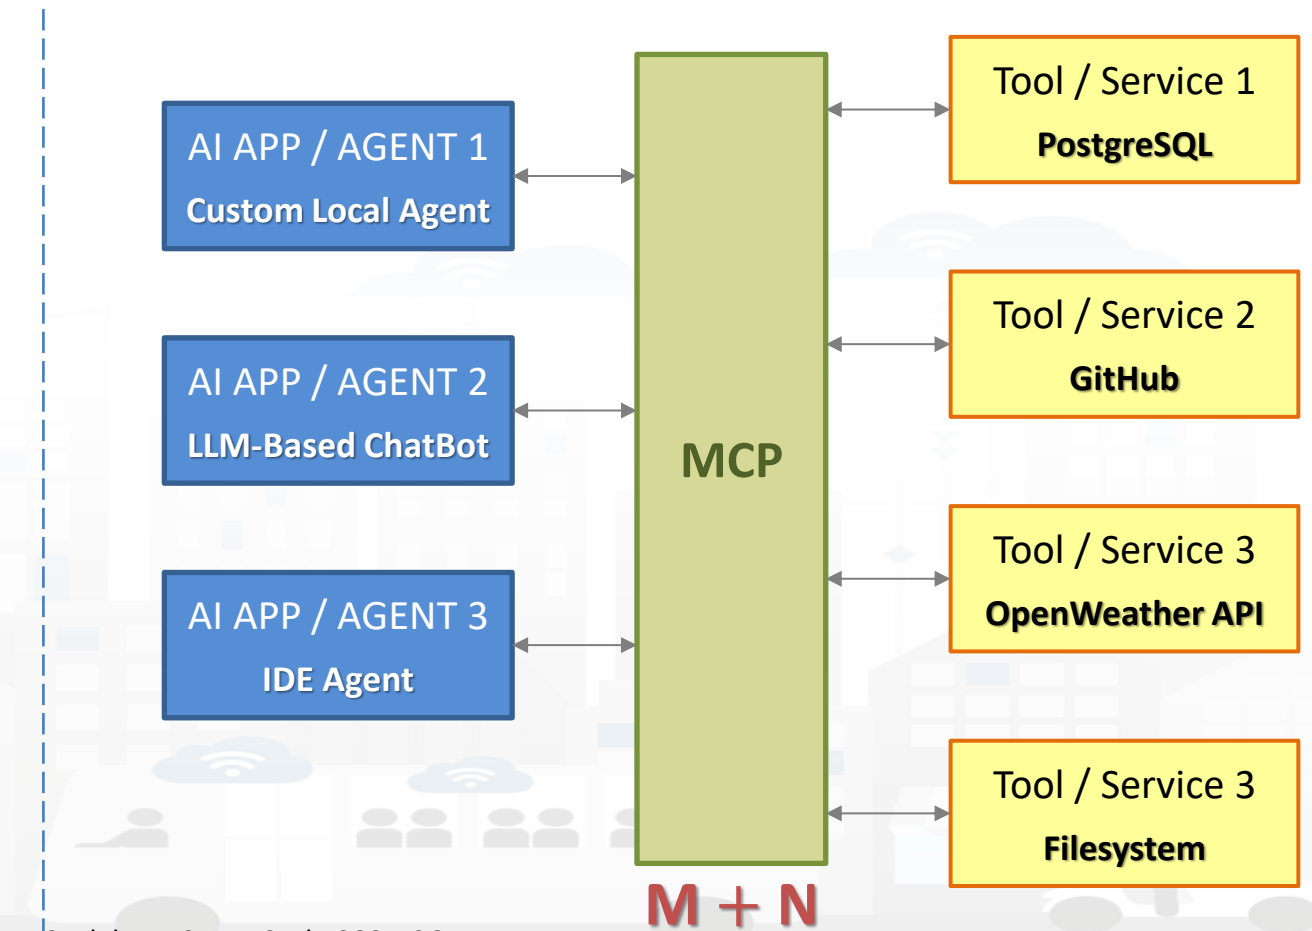 AI APP / AGENT 1
Custom Local Agent
AI APP / AGENT 2
LLM-Based ChatBot
AI APP / AGENT 3
IDE Agent
MCP
M + N
Tool / Service 1
PostgreSQL
Tool / Service 2
GitHub
Tool / Service 3
OpenWeather API
Tool / Service 3
Filesystem